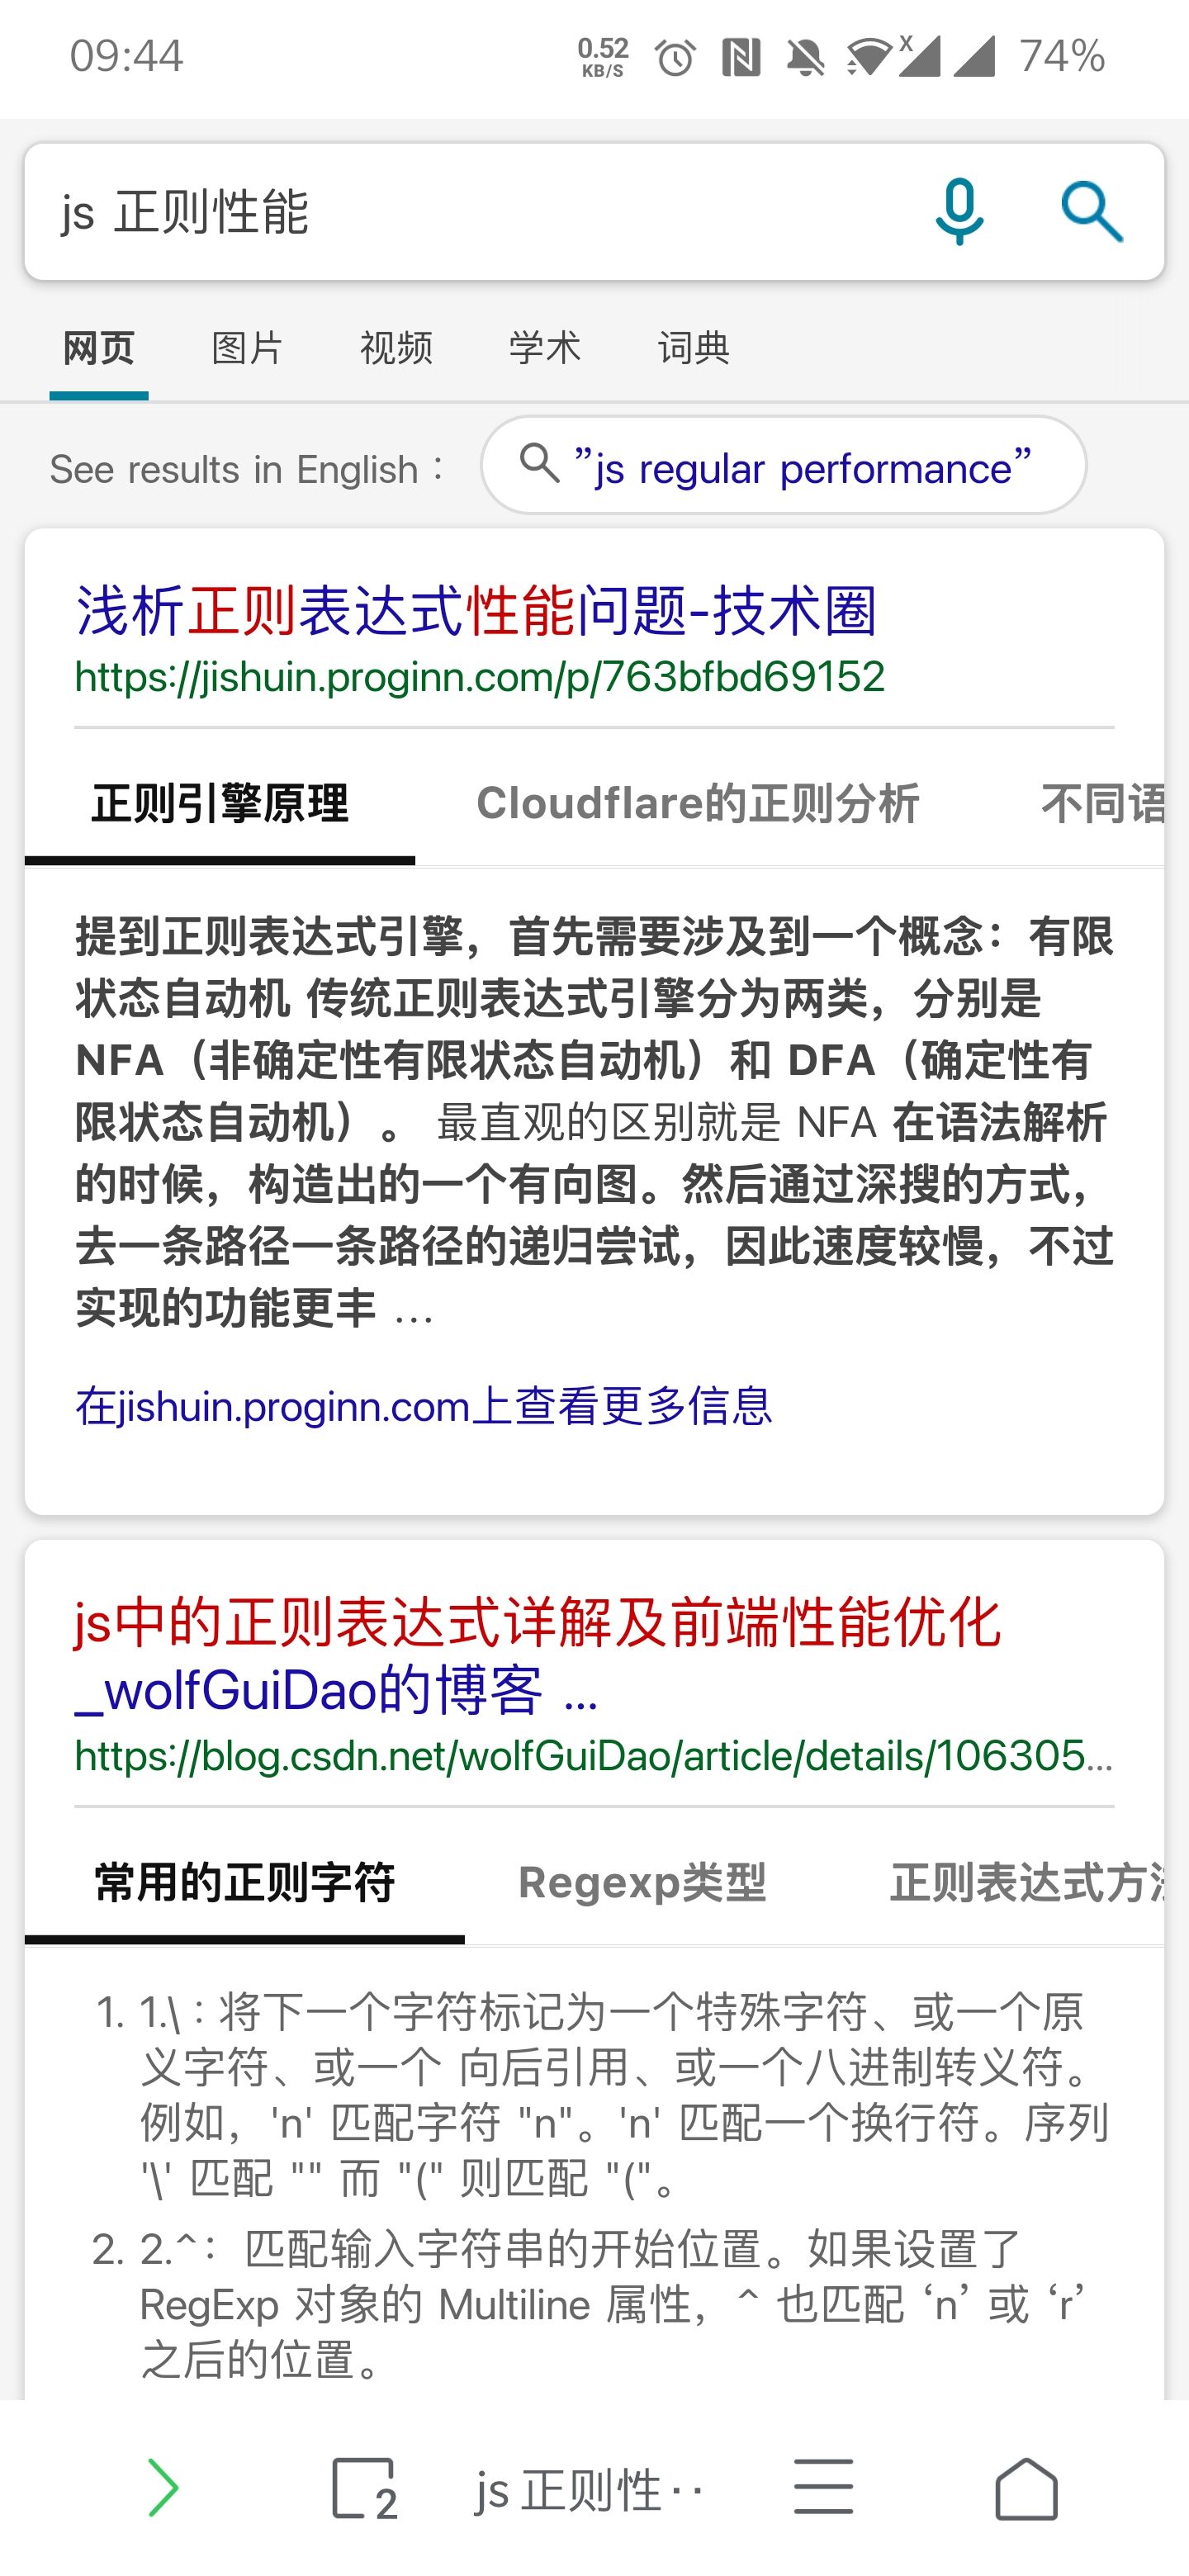 09:44
0.52
KB/S
x
74%
js 正则性能
网页 图片 视频 学术 词典
See results in English： ”js regular performance”
浅析正则表达式性能问题-技术圈
https://jishuin.proginn.com/p/763bfbd69152
正则引擎原理 Cloudflare的正则分析 不同语
提到正则表达式引擎，首先需要涉及到一个概念：有限
状态自动机 传统正则表达式引擎分为两类，分别是
NFA（非确定性有限状态自动机）和 DFA（确定性有
限状态自动机）。 最直观的区别就是 NFA 在语法解析
的时候，构造出的一个有向图。然后通过深搜的方式，
去一条路径一条路径的递归尝试，因此速度较慢，不过
实现的功能更丰 ...
在jishuin.proginn.com上查看更多信息
js中的正则表达式详解及前端性能优化
_wolfGuiDao的博客 ...
https://blog.csdn.net/wolfGuiDao/article/details/106305...
常用的正则字符 Regexp类型 正则表达式方法
1. 1.\ : 将下一个字符标记为一个特殊字符、或一个原
义字符、或一个 向后引用、或一个八进制转义符。
例如，'n' 匹配字符 "n"。'n' 匹配一个换行符。序列
'\' 匹配 "" 而 "(" 则匹配 "("。
2. 2.^：匹配输入字符串的开始位置。如果设置了
RegExp 对象的 Multiline 属性，^ 也匹配 ‘n’ 或 ‘r’
之后的位置。
2
js 正则性··